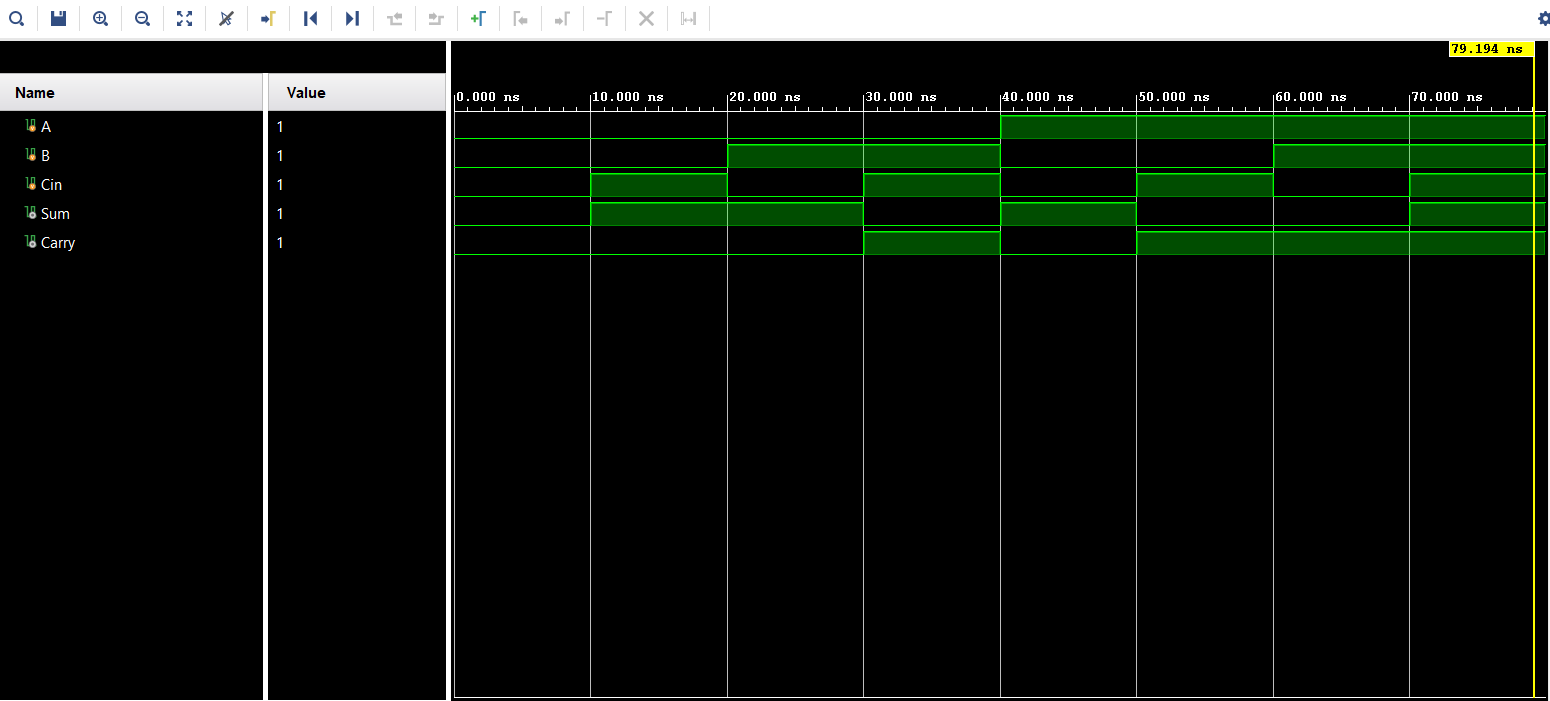 79.194 ns
Name Value
0.000 ns 10.000 ns 20.000 ns 30.000 ns 40.000 ns 50.000 ns 60.000 ns 70.000 ns
A 1
B 1
Cin 1
Sum 1
Carry 1